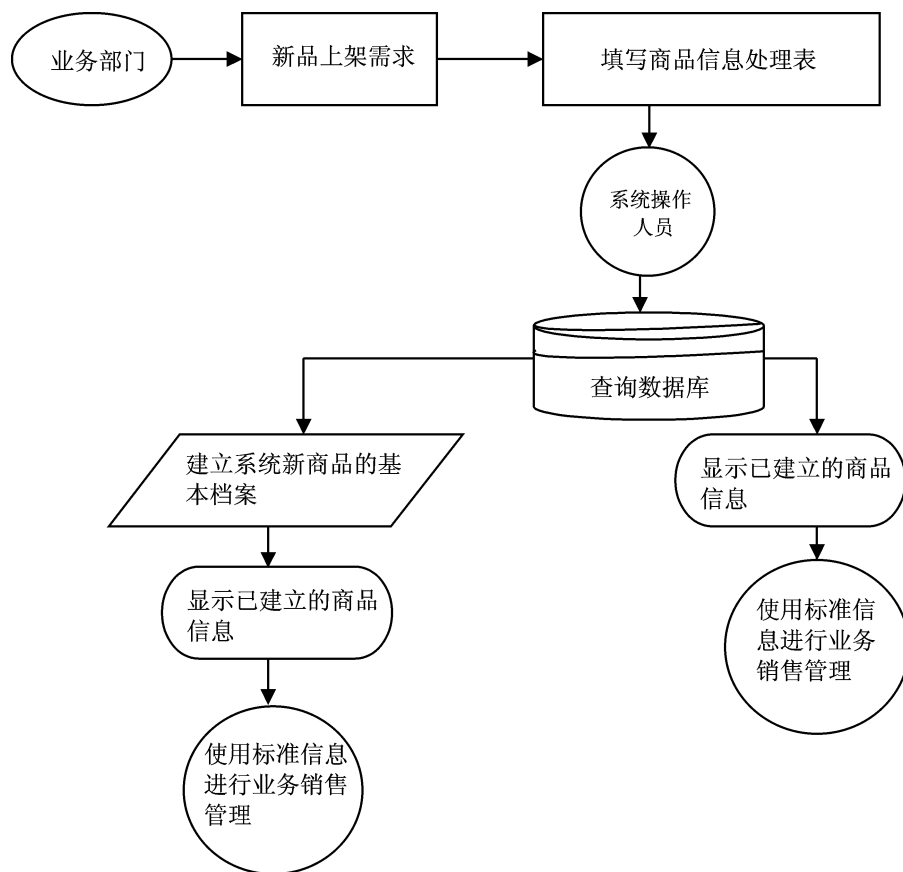 业务部门
新品上架需求
填写商品信息处理表
系统操作
人员
查询数据库
建立系统新商品的基
本档案
显示已建立的商品
信息
显示已建立的商品
信息
使用标准信
息进行业务
销售管理
使用标准信息
进行业务销售
管理